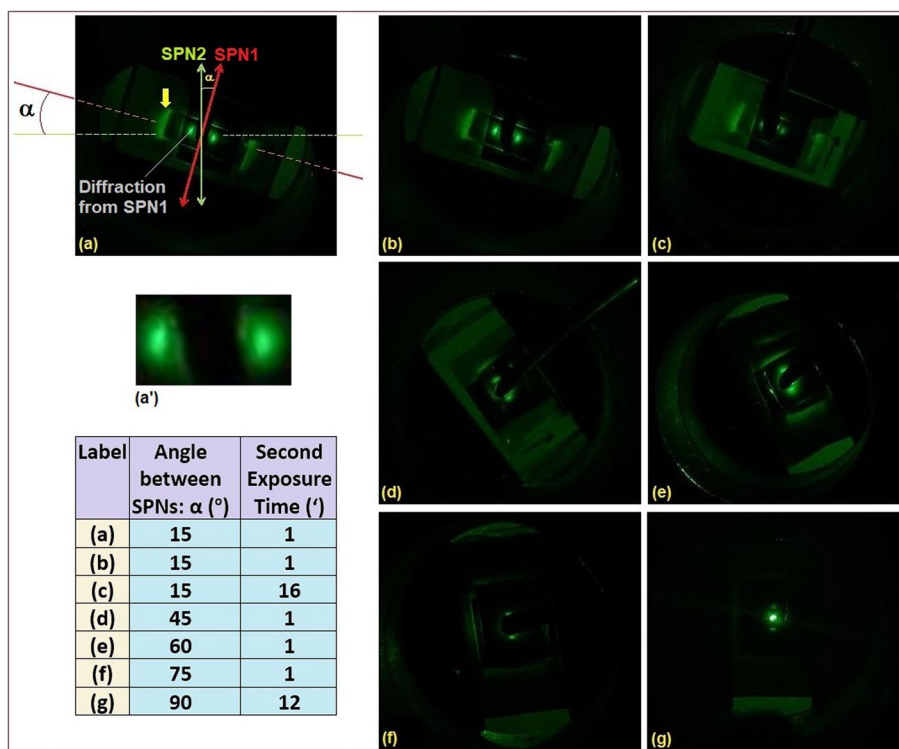 SPN2 SPN1
α
α
Diffraction
from SPN1
(a)
(b)
(c)
(a')
(d)
(e)
Label Angle between SPNs: α (°) Second Exposure Time (‘)
(a) 15 1
(b) 15 1
(c) 15 16
(d) 45 1
(e) 60 1
(f) 75 1
(g) 90 12
(f)
(g)